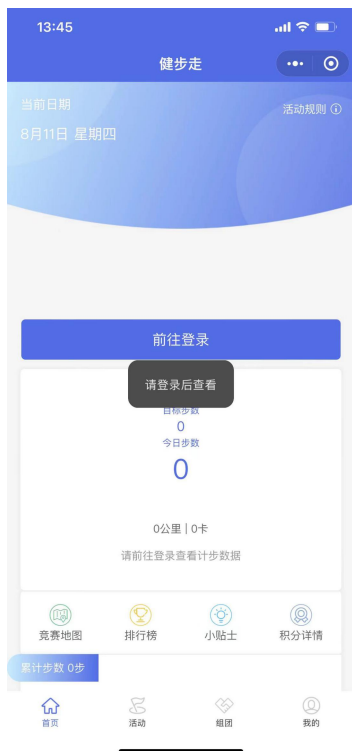 13:45
健步走
当前日期
活动规则
8月11日 星期四
前往登录
请登录后查看
目标步数
0
今日步数
0
0公里 | 0卡
请前往登录查看计步数据
竞赛地图
排行榜
小贴士
积分详情
累计步数 0步
首页
活动
组团
我的